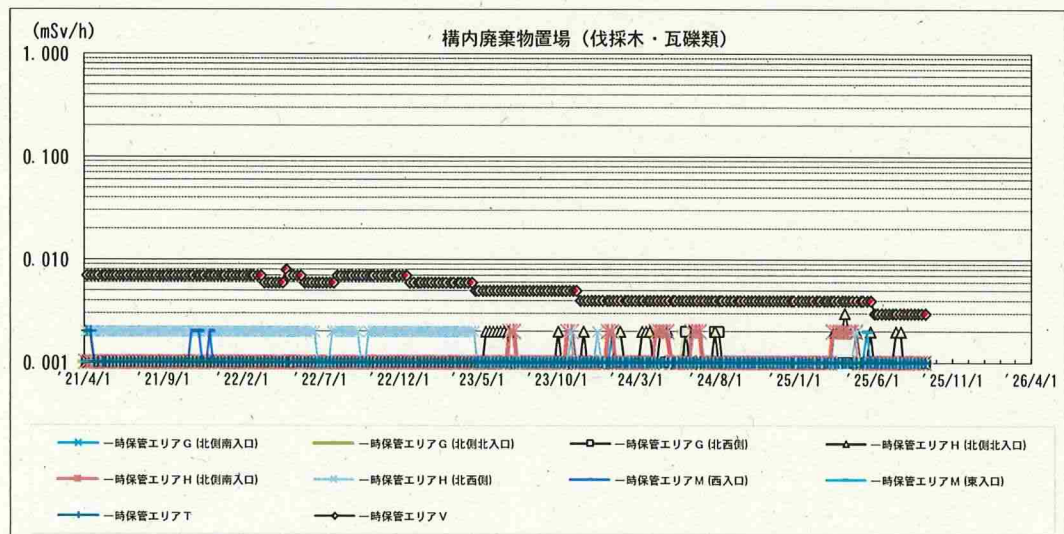 (mSv/h)
構内廃棄物置場（伐採木・瓦礫類）
1.000
0.100
0.010
0.001
'21/4/1 '21/9/1 '22/2/1 '22/7/1 '22/12/1 '23/5/1 '23/10/1 '24/3/1 '24/8/1 '25/1/1 '25/6/1 '25/11/1 '26/4/1
一時保管エリアG（北側南入口） 一時保管エリアG（北側北入口） 一時保管エリアG（北西側） 一時保管エリアH（北側北入口）
一時保管エリアH（北側南入口） 一時保管エリアH（北西側） 一時保管エリアM（西入口） 一時保管エリアM（東入口）
一時保管エリアT 一時保管エリアV